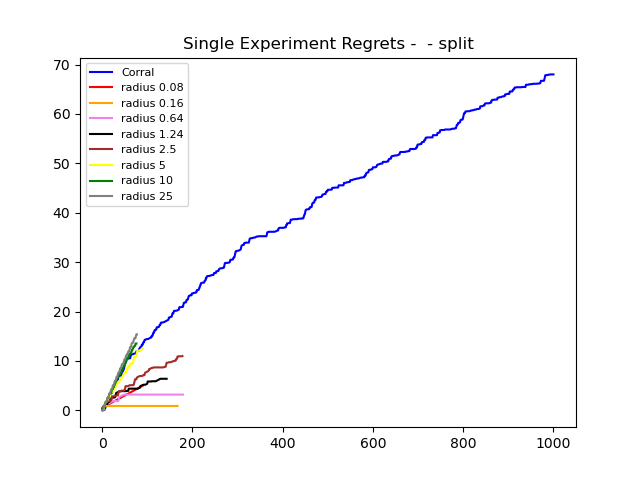 Single Experiment Regrets -  - split
70
60
50
40
30
20
10
0
Corral
radius 0.08
radius 0.16
radius 0.64
radius 1.24
radius 2.5
radius 5
radius 10
radius 25
0 200 400 600 800 1000